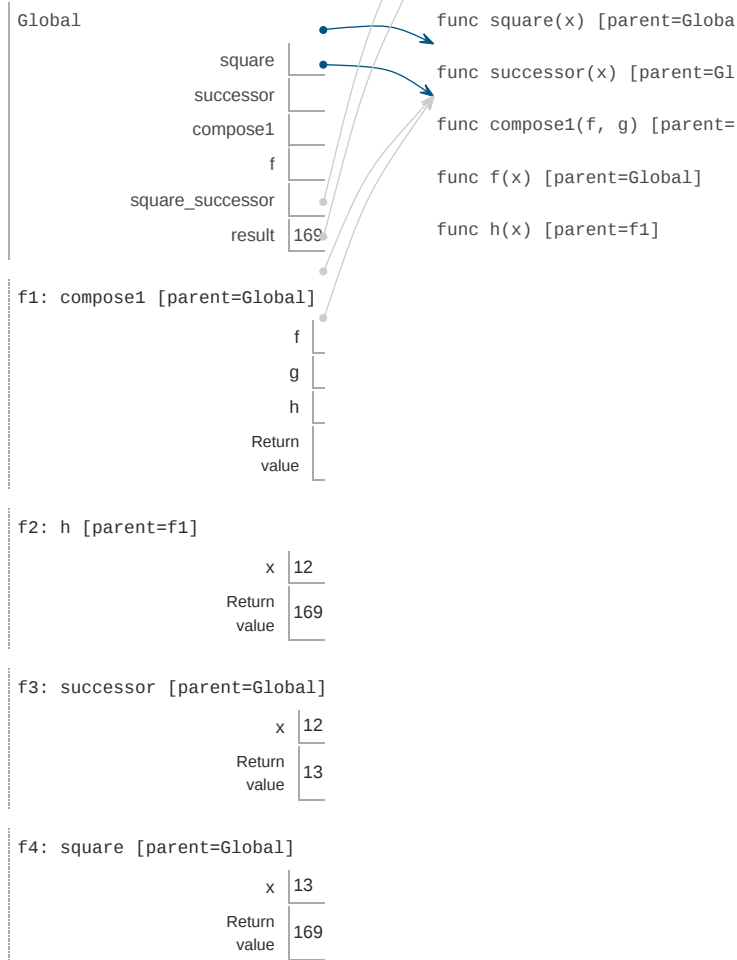 Global
func square(x) [parent=Globa
square
func successor(x) [parent=Gl
successor
compose1
func compose1(f, g) [parent=
f
func f(x) [parent=Global]
square_successor
result 169
func h(x) [parent=f1]
f1: compose1 [parent=Global]
f
g
h
Return
value
f2: h [parent=f1]
x 12
Return
value 169
f3: successor [parent=Global]
x 12
Return
value 13
f4: square [parent=Global]
x 13
Return
value 169